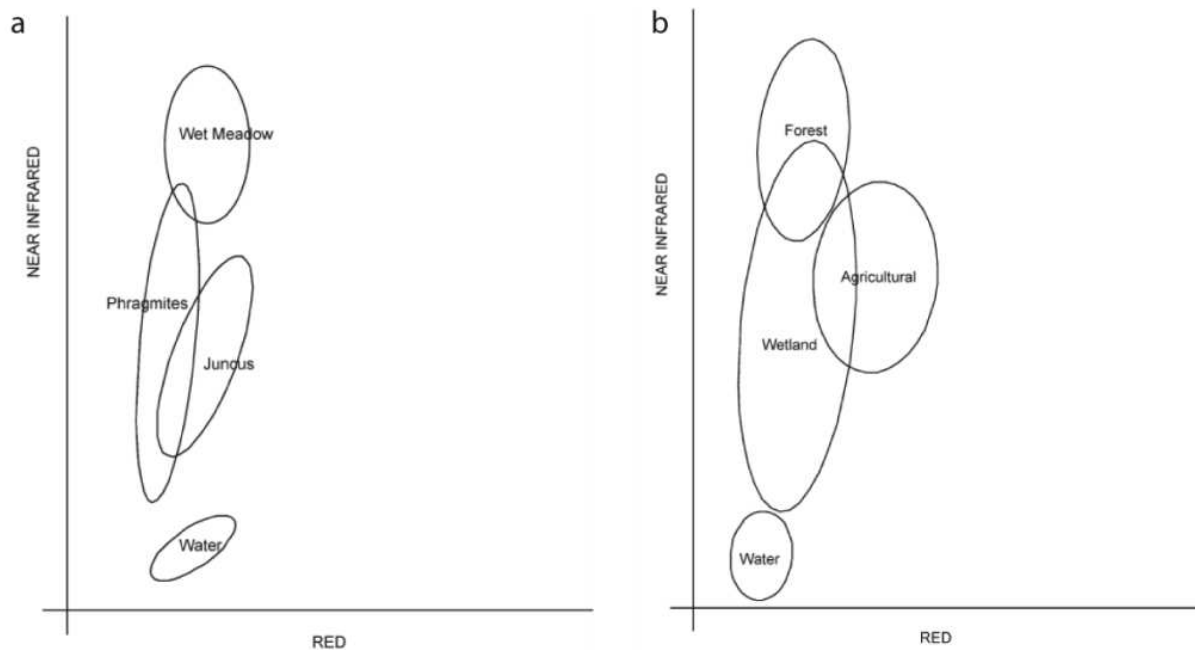 a
NEAR INFRARED
Wet Meadow
Phragmites
Juncus
Water
RED
b
NEAR INFRARED
Forest
Agricultural
Wetland
Water
RED